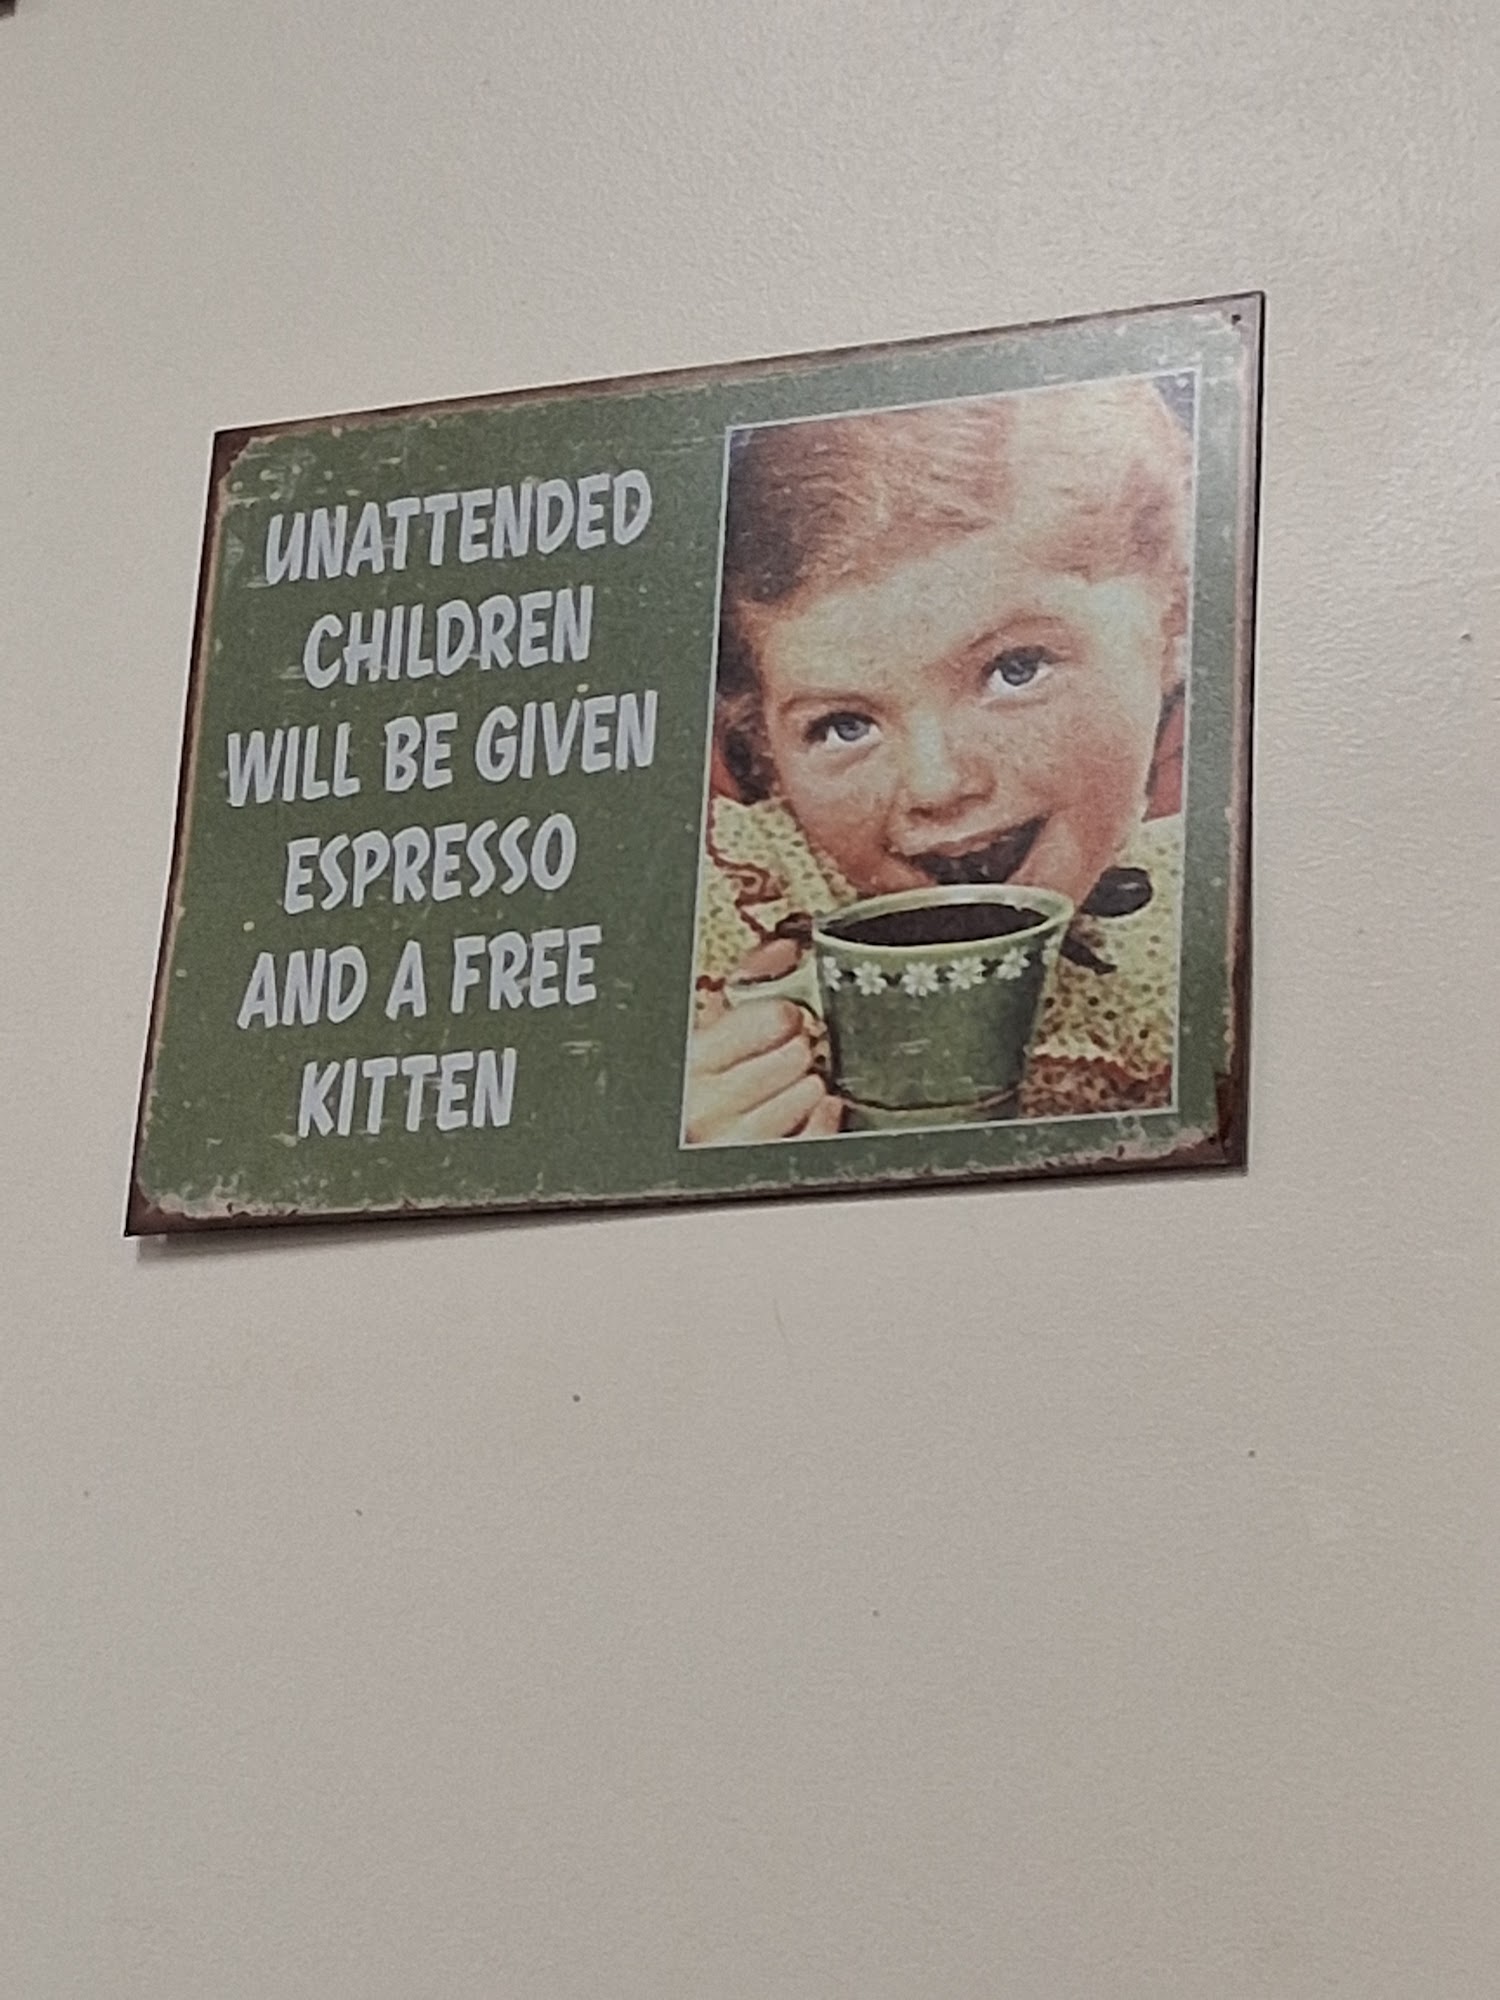 UNATTENDED
CHILDREN
WILL BE GIVEN
ESPRESSO
AND A FREE
KITTEN